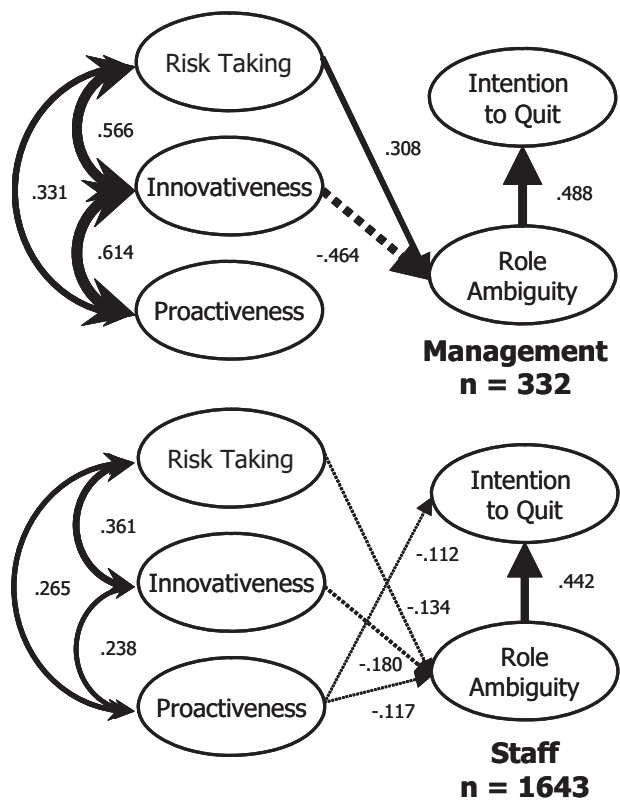 Risk Taking
Intention
to Quit
.566
.308
.331
Innovativeness
.488
.614
-.464
Role
Ambiguity
Proactiveness
Management
n = 332
Risk Taking
Intention
to Quit
.361
-.112
.265
Innovativeness
.442
-.134
.238
-.180
Role
Ambiguity
Proactiveness
-.117
Staff
n = 1643